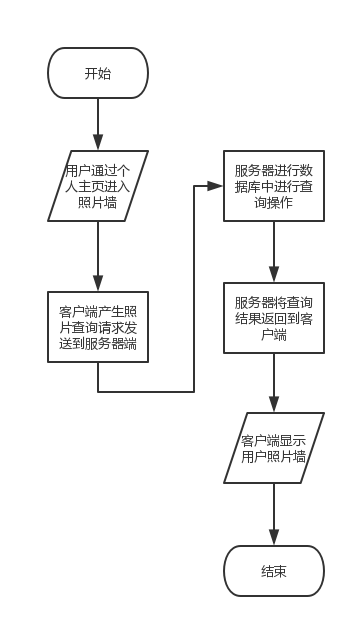 开始
用户通过个
人主页进入
照片墙
客户端产生照
片查询请求发
送到服务器端
服务器进行数
据库中进行查
询操作
服务器将查询
结果返回到客
户端
客户端显示
用户照片墙
结束